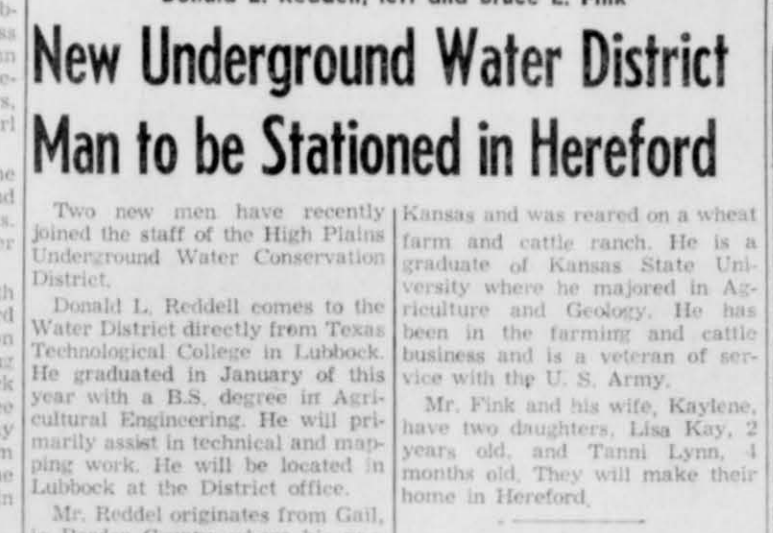 New Underground Water District
Man to be Stationed in Hereford
Two new men have recently
joined the staff of the High Plains
Underground Water Conservation
District.
Donald L. Reddell comes to the
Water District directly from Texas
Technological College in Lubbock.
He graduated in January of this
year with a B.S. degree in Agri-
cultural Engineering. He will pri-
marily assist in technical and map-
ping work. He will be located in
Lubbock at the District office.
Mr. Reddel originates from Gail,
Kansas and was reared on a wheat
farm and cattle ranch. He is a
graduate of Kansas State Uni-
versity where he majored in Ag-
riculture and Geology. He has
been in the farming and cattle
business and is a veteran of ser-
vice with the U. S. Army.
Mr. Fink and his wife, Kaylene,
have two daughters, Lisa Kay, 2
years old, and Tanni Lynn, 4
months old. They will make their
home in Hereford.